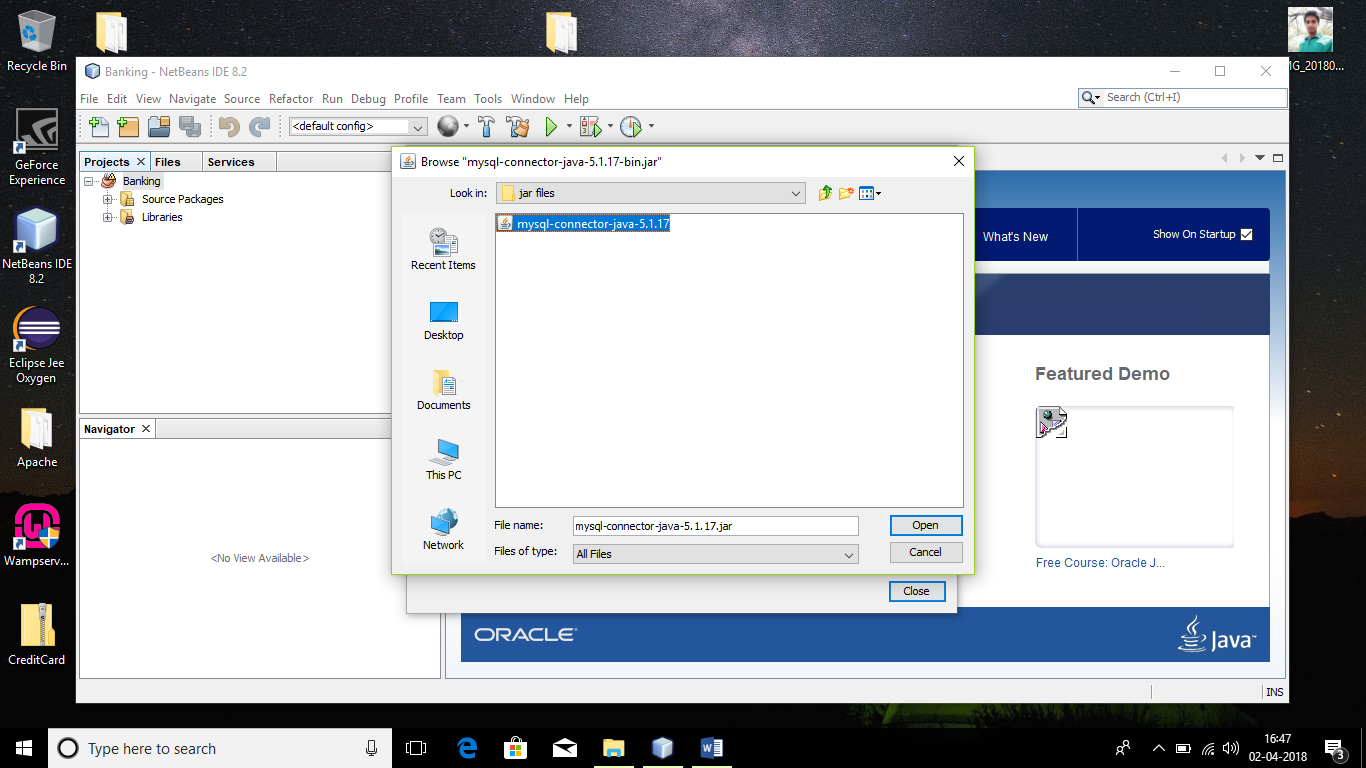 Recycle Bin
MG_20180...
GeForce
Experience
NetBeans IDE
8.2
Eclipse Jee
Oxygen
Apache
Wampserv...
CreditCard
Banking - NetBeans IDE 8.2
File Edit View Navigate Source Refactor Run Debug Profile Team Tools Window Help
Search (Ctrl+I)
<default config>
Projects Files Services
Banking
Source Packages
Libraries
Navigator
<No View Available>
Browse "mysql-connector-java-5.1.17-bin.jar"
Look in: jar files
mysql-connector-java-5.1.17
Recent Items
Desktop
Documents
This PC
Network
File name: mysql-connector-java-5.1.17.jar
Files of type: All Files
Open
Cancel
Close
What's New
Show On Startup
Featured Demo
Free Course: Oracle J...
ORACLE
Java
INS
Type here to search
16:47
02-04-2018
3